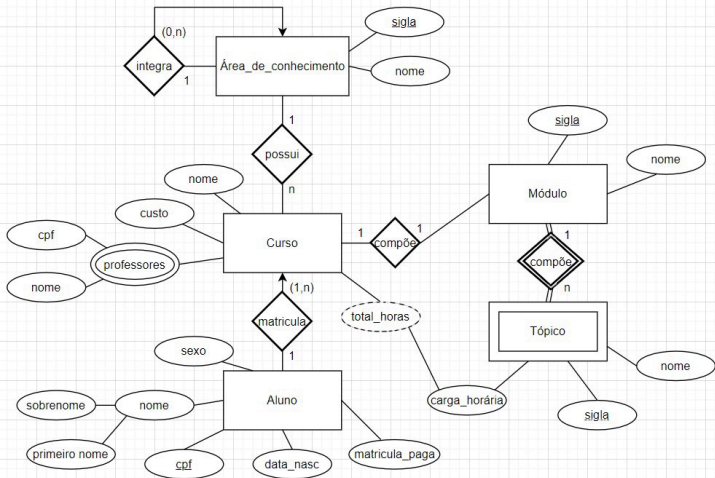 (0,n)
sigla
integra
1
Área_de_conhecimento
nome
1
possui
n
sigla
nome
nome
Módulo
custo
cpf
professores
nome
Curso
1
compõe
1
1
compõe
n
(1,n)
matricula
1
total_horas
Tópico
sexo
nome
sobrenome
nome
Aluno
carga_horária
sigla
primeiro nome
cpf
data_nasc
matricula_paga